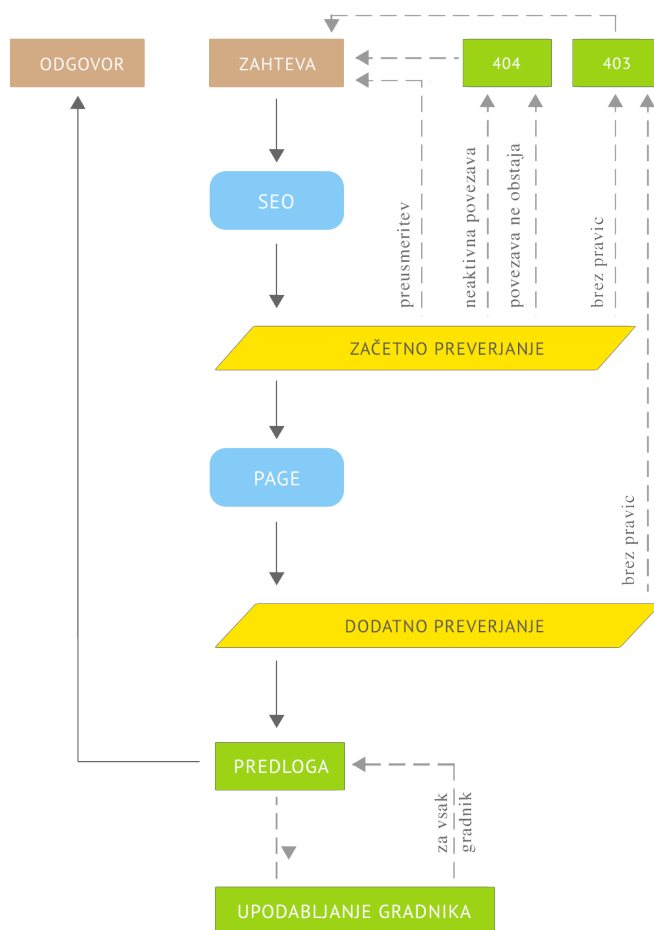 ODGOVOR
ZAHTEVA
404
403
preusmeritev
neaktivna povezava
povezava ne obstaja
brez pravic
SEO
ZAČETNO PREVERJANJE
PAGE
brez pravic
DODATNO PREVERJANJE
PREDLOGA
za vsak
gradnik
UPODABLJANJE GRADNIKA